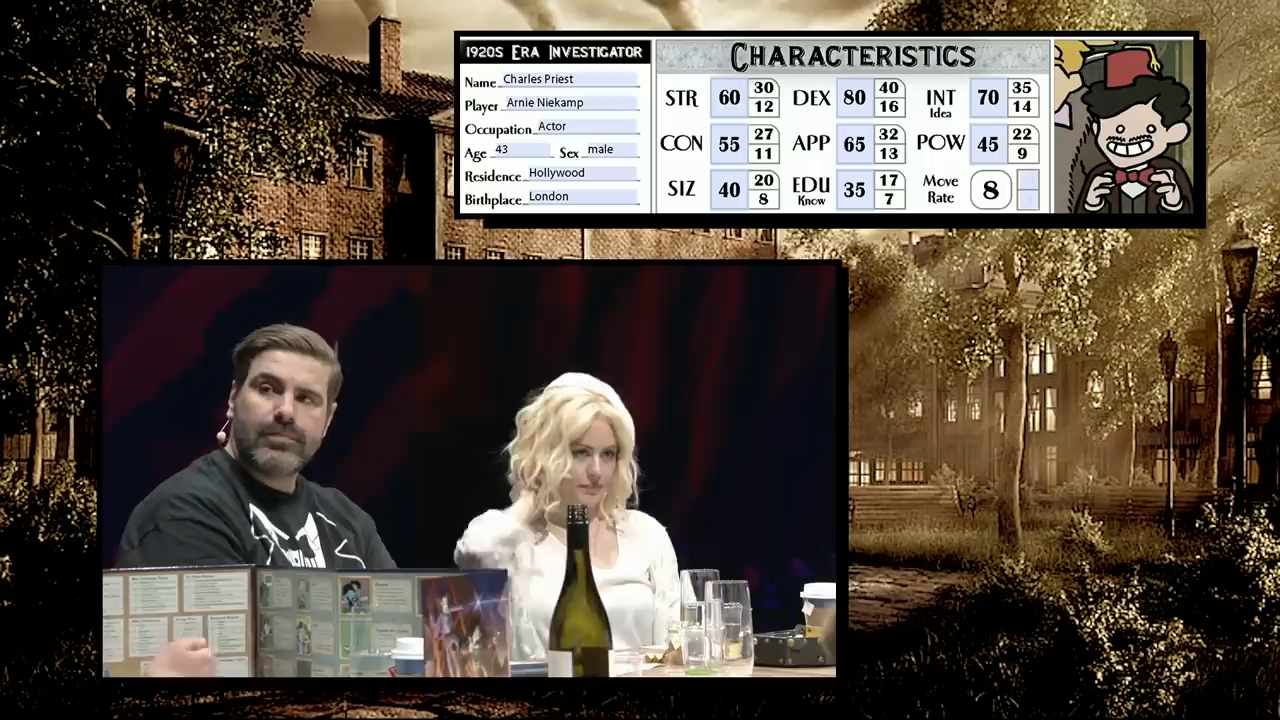 1920s Era Investigator
Name Charles Priest
Player Arnie Niekamp
Occupation Actor
Age 43 Sex male
Residence Hollywood
Birthplace London
Characteristics
STR 60 30 12 DEX 80 40 16 INT Idea 70 35 14
CON 55 27 11 APP 65 32 13 POW 45 22 9
SIZ 40 20 8 EDU Know 35 17 7 Move Rate 8